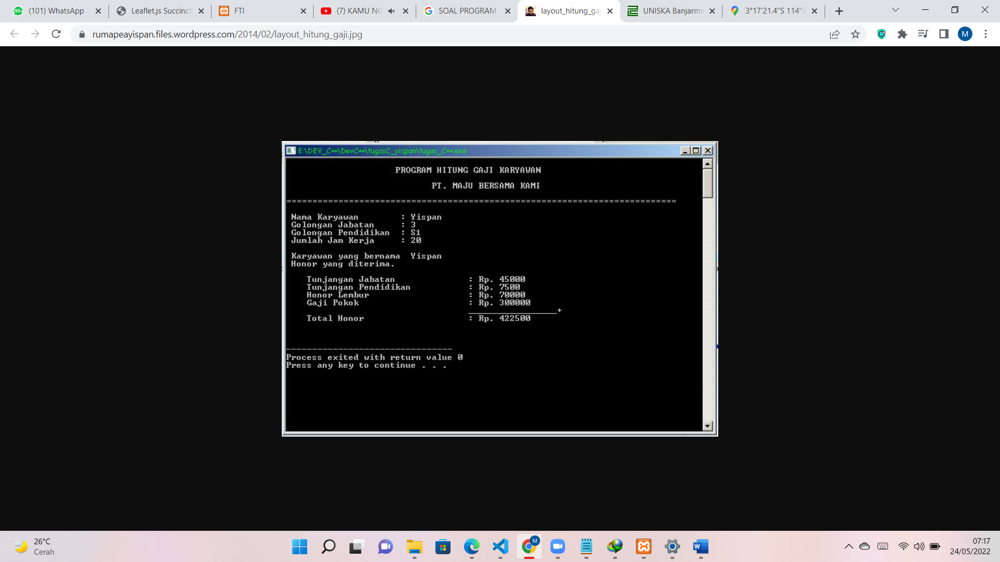 99+ (101) WhatsApp
Leaflet.js Succinct
FTI
(7) KAMU NG
SOAL PROGRAM
layout_hitung_ga
UNISKA Banjarma
3°17'21.4"S 114°3
rumapeayispan.files.wordpress.com/2014/02/layout_hitung_gaji.jpg
M
E:\DEV_C++\DevC++\tugasC_yispan\tugas_C++.exe
PROGRAM HITUNG GAJI KARYAWAN
PT. MAJU BERSAMA KAMI
===========================================================================
Nama Karyawan : Yispan
Golongan Jabatan : 3
Golongan Pendidikan : S1
Jumlah Jam Kerja : 20
Karyawan yang bernama Yispan
Honor yang diterima.
Tunjangan Jabatan : Rp. 45000
Tunjangan Pendidikan : Rp. 7500
Honor Lembur : Rp. 70000
Gaji Pokok : Rp. 300000
_________________+
Total Honor : Rp. 422500
--------------------------------
Process exited with return value 0
Press any key to continue . . .
26°C
Cerah
M
W
07:17
24/05/2022